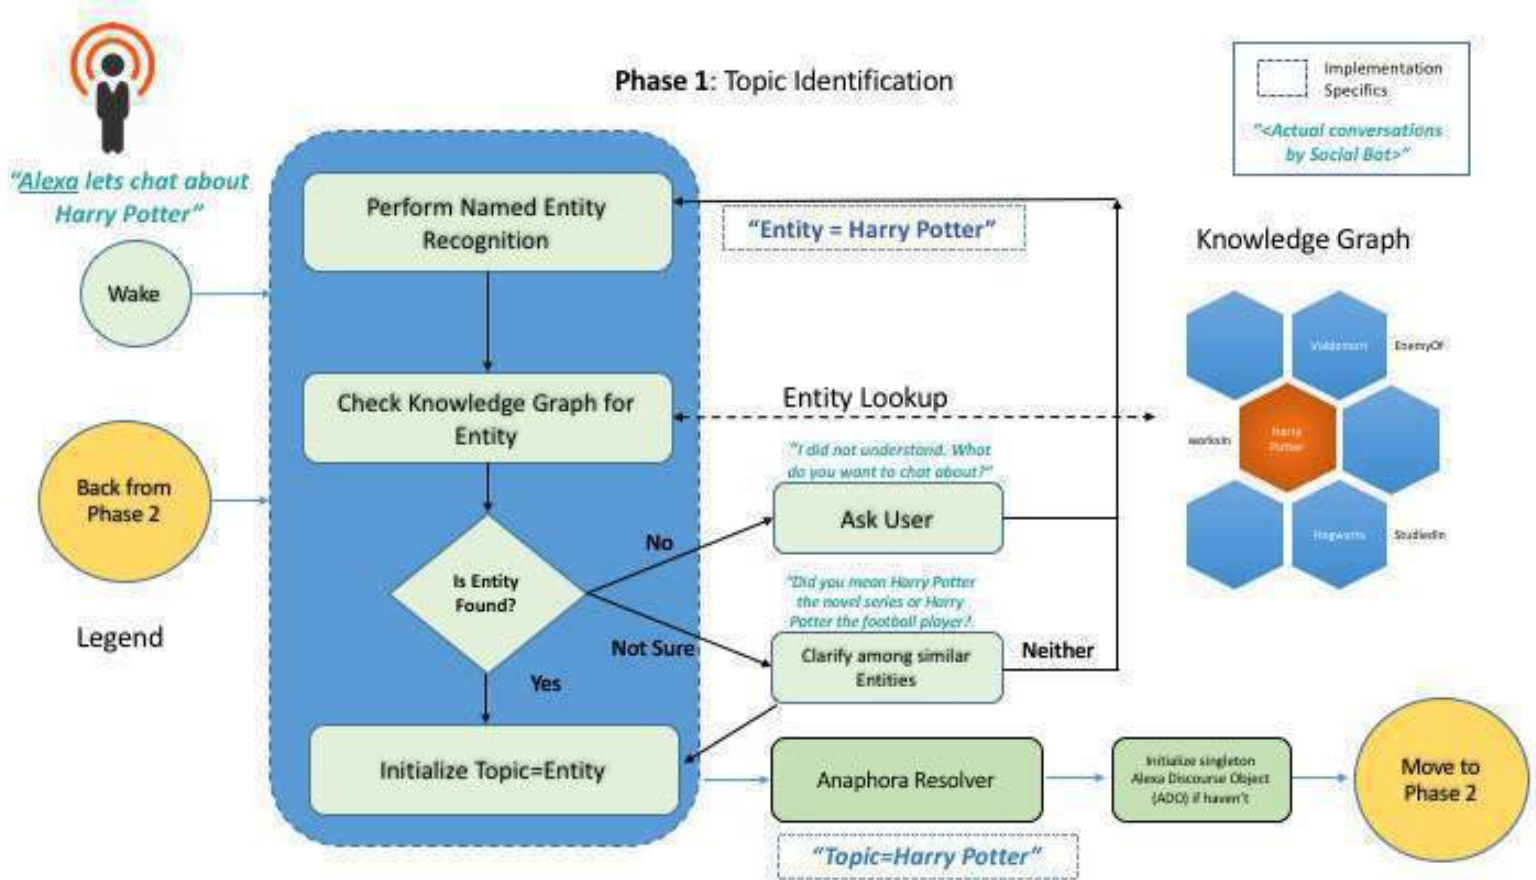 Phase 1: Topic Identification
Implementation
Specifics
"<Actual conversations
by Social Bot>"
"Alexa lets chat about
Harry Potter"
Wake
Back from
Phase 2
Legend
Perform Named Entity
Recognition
"Entity = Harry Potter"
Check Knowledge Graph for
Entity
Entity Lookup
Is Entity
Found?
No
Not Sure
Yes
"I did not understand. What
do you want to chat about?"
Ask User
"Did you mean Harry Potter
the novel series or Harry
Potter the football player?
Clarify among similar
Entities
Neither
Initialize Topic=Entity
Anaphora Resolver
"Topic=Harry Potter"
Initialize singleton
Alexa Discourse Object
(ADO) if haven't
Move to
Phase 2
Knowledge Graph
EnemyOf
worksIn
Harry
Potter
Hogwarts
StudiedIn